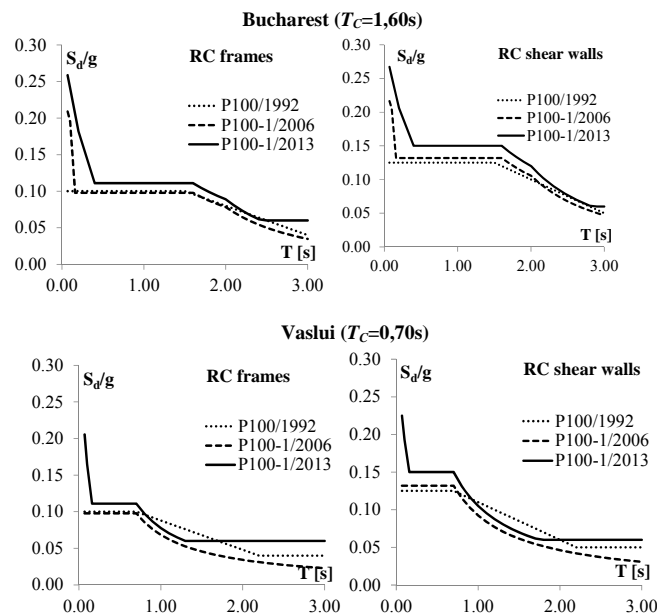 Bucharest (T_C=1,60s)
S_d/g
RC frames
P100/1992
P100-1/2006
P100-1/2013
0.30
0.25
0.20
0.15
0.10
0.05
0.00
T [s]
0.00 1.00 2.00 3.00
S_d/g
RC shear walls
P100/1992
P100-1/2006
P100-1/2013
0.30
0.25
0.20
0.15
0.10
0.05
0.00
T [s]
0.00 1.00 2.00 3.00
Vaslui (T_C=0,70s)
S_d/g
RC frames
P100/1992
P100-1/2006
P100-1/2013
0.30
0.25
0.20
0.15
0.10
0.05
0.00
T [s]
0.00 1.00 2.00 3.00
S_d/g
RC shear walls
P100/1992
P100-1/2006
P100-1/2013
0.30
0.25
0.20
0.15
0.10
0.05
0.00
T [s]
0.00 1.00 2.00 3.00